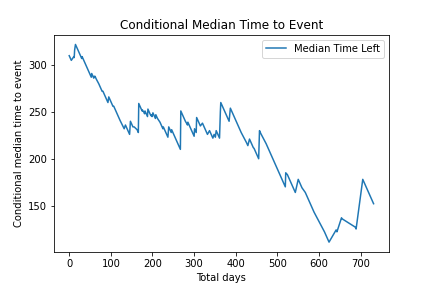 Conditional Median Time to Event
Median Time Left
Conditional median time to event
300
250
200
150
0 100 200 300 400 500 600 700
Total days